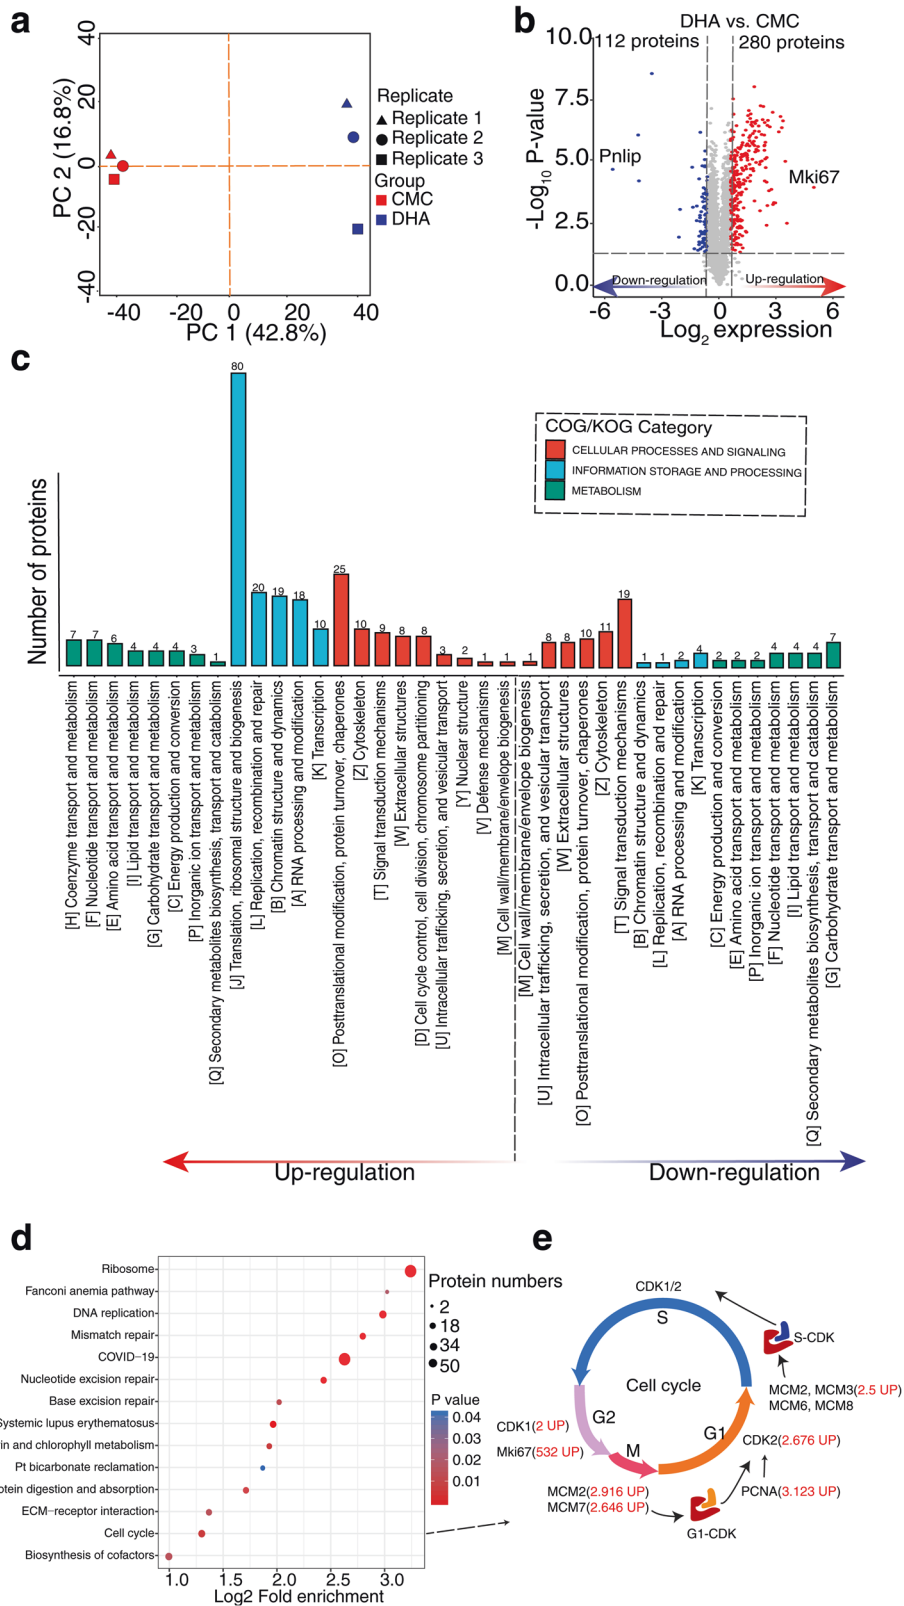 a
40
20
0
-20
-40
PC 2 (16.8%)
-40
-20
0
20
40
PC 1 (42.8%)
Replicate
Replicate 1
Replicate 2
Replicate 3
Group
CMC
DHA
b
DHA vs. CMC
112 proteins
280 proteins
10.0
7.5
5.0
2.5
0.0
-Log10 P-value
Pnlip
Mki67
Down-regulation
Up-regulation
-6
-3
0
3
6
Log2 expression
c
Number of proteins
COG/KOG Category
CELLULAR PROCESSES AND SIGNALING
INFORMATION STORAGE AND PROCESSING
METABOLISM
7
7
6
4
4
4
3
1
80
20
19
18
10
25
10
9
8
8
3
2
1
1
1
8
8
10
11
19
1
1
2
4
2
2
2
4
4
4
7
[H] Coenzyme transport and metabolism
[F] Nucleotide transport and metabolism
[E] Amino acid transport and metabolism
[I] Lipid transport and metabolism
[G] Carbohydrate transport and metabolism
[C] Energy production and conversion
[P] Inorganic ion transport and metabolism
[Q] Secondary metabolites biosynthesis, transport and catabolism
[J] Translation, ribosomal structure and biogenesis
[L] Replication, recombination and repair
[B] Chromatin structure and dynamics
[A] RNA processing and modification
[K] Transcription
[O] Posttranslational modification, protein turnover, chaperones
[Z] Cytoskeleton
[T] Signal transduction mechanisms
[W] Extracellular structures
[D] Cell cycle control, cell division, chromosome partitioning
[U] Intracellular trafficking, secretion, and vesicular transport
[Y] Nuclear structure
[V] Defense mechanisms
[M] Cell wall/membrane/envelope biogenesis
[M] Cell wall/membrane/envelope biogenesis
[U] Intracellular trafficking, secretion, and vesicular transport
[W] Extracellular structures
[O] Posttranslational modification, protein turnover, chaperones
[Z] Cytoskeleton
[T] Signal transduction mechanisms
[B] Chromatin structure and dynamics
[L] Replication, recombination and repair
[A] RNA processing and modification
[K] Transcription
[C] Energy production and conversion
[E] Amino acid transport and metabolism
[P] Inorganic ion transport and metabolism
[F] Nucleotide transport and metabolism
[I] Lipid transport and metabolism
[Q] Secondary metabolites biosynthesis, transport and catabolism
[G] Carbohydrate transport and metabolism
Up-regulation
Down-regulation
d
Ribosome
Fanconi anemia pathway
DNA replication
Mismatch repair
COVID−19
Nucleotide excision repair
Base excision repair
Systemic lupus erythematosus
in and chlorophyll metabolism
Pt bicarbonate reclamation
otein digestion and absorption
ECM−receptor interaction
Cell cycle
Biosynthesis of cofactors
1.0
1.5
2.0
2.5
3.0
Log2 Fold enrichment
Protein numbers
2
18
34
50
P value
0.04
0.03
0.02
0.01
e
CDK1/2
S
S-CDK
Cell cycle
MCM2, MCM3(2.5 UP)
MCM6, MCM8
G2
CDK1(2 UP)
Mki67(532 UP)
M
G1
CDK2(2.676 UP)
MCM2(2.916 UP)
MCM7(2.646 UP)
PCNA(3.123 UP)
G1-CDK